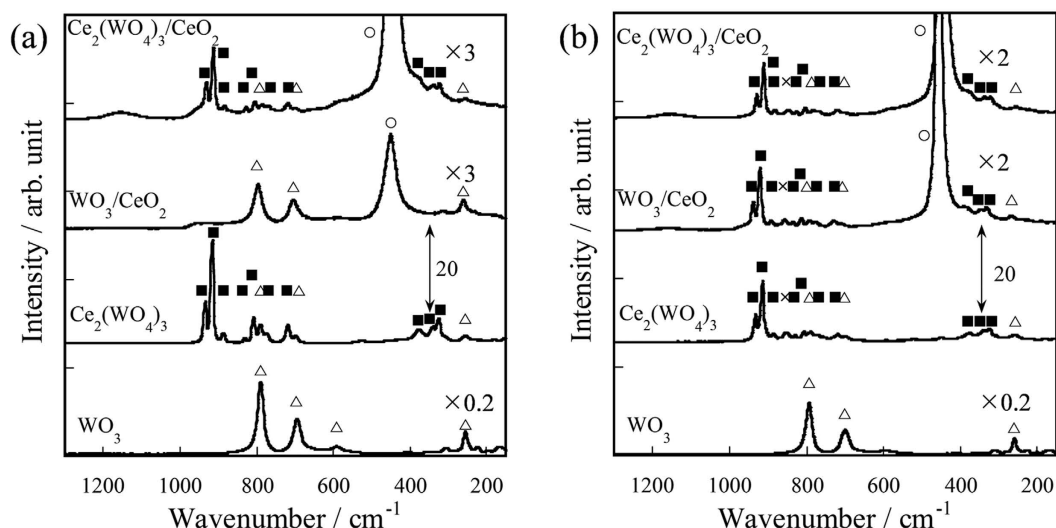 (a)
Ce₂(WO₄)₃/CeO₂
×3
WO₃/CeO₂
×3
20
Ce₂(WO₄)₃
WO₃
×0.2
1200 1000 800 600 400 200
Wavenumber / cm⁻¹
Intensity / arb. unit
(b)
Ce₂(WO₄)₃/CeO₂
×2
WO₃/CeO₂
×2
20
Ce₂(WO₄)₃
WO₃
×0.2
1200 1000 800 600 400 200
Wavenumber / cm⁻¹
Intensity / arb. unit